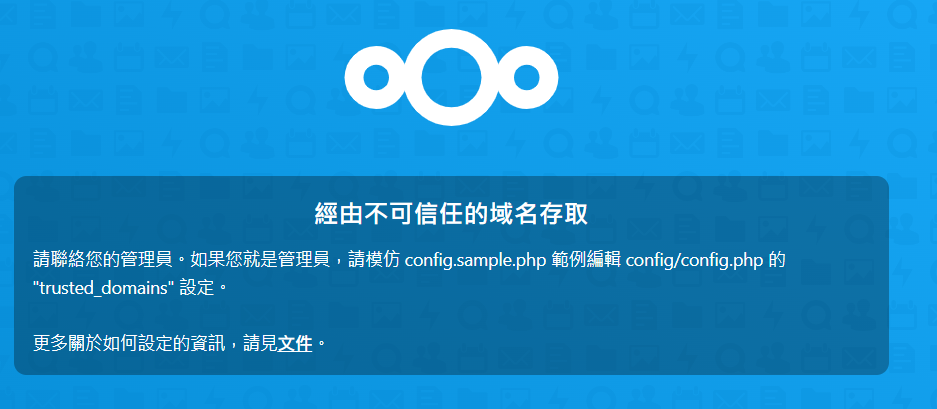 經由不可信任的域名存取
請聯絡您的管理員。如果您就是管理員，請模仿 config.sample.php 範例編輯 config/config.php 的
"trusted_domains" 設定。
更多關於如何設定的資訊，請見文件。